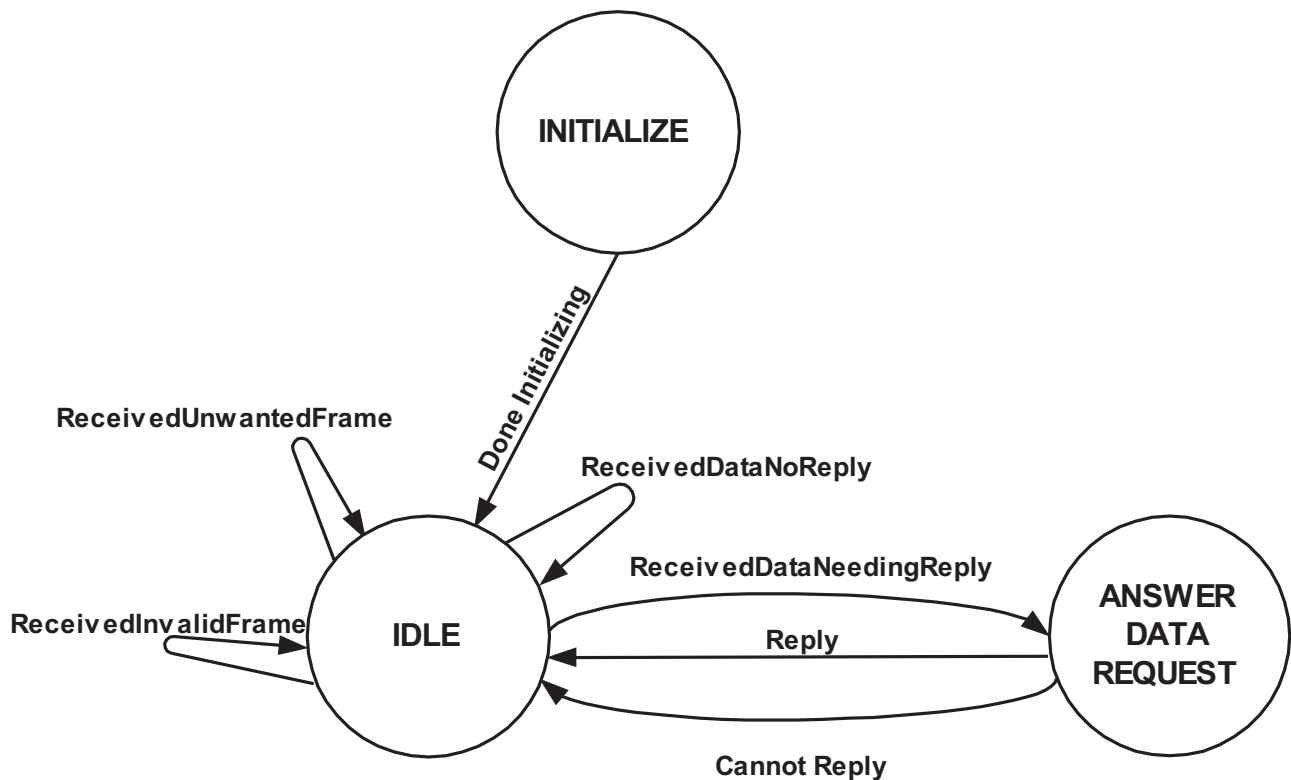 INITIALIZE
Done Initializing
ReceivedUnwantedFrame
ReceivedDataNoReply
ReceivedDataNeedingReply
ReceivedInvalidFrame
IDLE
Reply
ANSWER
DATA
REQUEST
Cannot Reply